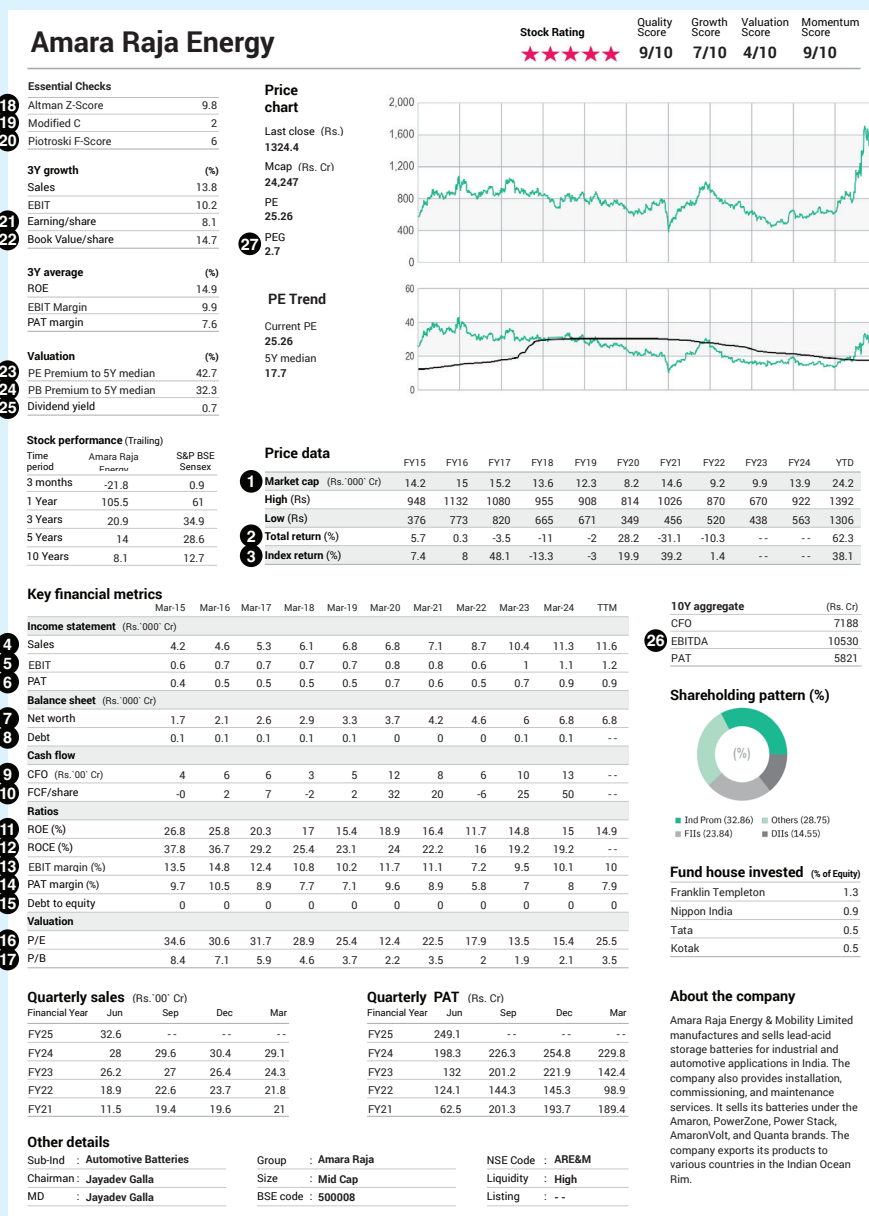 Amara Raja Energy
Stock Rating
★★★★★
Quality Score 9/10
Growth Score 7/10
Valuation Score 4/10
Momentum Score 9/10
Essential Checks
18 Altman Z-Score 9.8
19 Modified C 2
20 Piotroski F-Score 6
3Y growth (%)
Sales 13.8
EBIT 10.2
21 Earning/share 8.1
22 Book Value/share 14.7
3Y average (%)
ROE 14.9
EBIT Margin 9.9
PAT margin 7.6
Valuation (%)
23 PE Premium to 5Y median 42.7
24 PB Premium to 5Y median 32.3
25 Dividend yield 0.7
Price chart
Last close (Rs.)
1324.4
Mcap (Rs. Cr)
24,247
PE
25.26
27 PEG
2.7
2,000
1,600
1,200
800
400
0
PE Trend
Current PE
25.26
5Y median
17.7
60
40
20
0
Stock performance (Trailing)
Time period Amara Raja Energy S&P BSE Sensex
3 months -21.8 0.9
1 Year 105.5 61
3 Years 20.9 34.9
5 Years 14 28.6
10 Years 8.1 12.7
Price data
FY15 FY16 FY17 FY18 FY19 FY20 FY21 FY22 FY23 FY24 YTD
1 Market cap (Rs.'000' Cr) 14.2 15 15.2 13.6 12.3 8.2 14.6 9.2 9.9 13.9 24.2
High (Rs) 948 1132 1080 955 908 814 1026 870 670 922 1392
Low (Rs) 376 773 820 665 671 349 456 520 438 563 1306
2 Total return (%) 5.7 0.3 -3.5 -11 -2 28.2 -31.1 -10.3 -- -- 62.3
3 Index return (%) 7.4 8 48.1 -13.3 -3 19.9 39.2 1.4 -- -- 38.1
Key financial metrics
Mar-15 Mar-16 Mar-17 Mar-18 Mar-19 Mar-20 Mar-21 Mar-22 Mar-23 Mar-24 TTM
Income statement (Rs.'000' Cr)
4 Sales 4.2 4.6 5.3 6.1 6.8 6.8 7.1 8.7 10.4 11.3 11.6
5 EBIT 0.6 0.7 0.7 0.7 0.7 0.8 0.8 0.6 1 1.1 1.2
6 PAT 0.4 0.5 0.5 0.5 0.5 0.7 0.6 0.5 0.7 0.9 0.9
Balance sheet (Rs.'000' Cr)
7 Net worth 1.7 2.1 2.6 2.9 3.3 3.7 4.2 4.6 6 6.8 6.8
8 Debt 0.1 0.1 0.1 0.1 0.1 0 0 0 0.1 0.1 --
Cash flow
9 CFO (Rs.'00' Cr) 4 6 6 3 5 12 8 6 10 13 --
10 FCF/share -0 2 7 -2 2 32 20 -6 25 50 --
Ratios
11 ROE (%) 26.8 25.8 20.3 17 15.4 18.9 16.4 11.7 14.8 15 14.9
12 ROCE (%) 37.8 36.7 29.2 25.4 23.1 24 22.2 16 19.2 19.2 --
13 EBIT margin (%) 13.5 14.8 12.4 10.8 10.2 11.7 11.1 7.2 9.5 10.1 10
14 PAT margin (%) 9.7 10.5 8.9 7.7 7.1 9.6 8.9 5.8 7 8 7.9
15 Debt to equity 0 0 0 0 0 0 0 0 0 0 0
Valuation
16 P/E 34.6 30.6 31.7 28.9 25.4 12.4 22.5 17.9 13.5 15.4 25.5
17 P/B 8.4 7.1 5.9 4.6 3.7 2.2 3.5 2 1.9 2.1 3.5
10Y aggregate (Rs. Cr)
CFO 7188
26 EBITDA 10530
PAT 5821
Shareholding pattern (%)
(%)
Ind Prom (32.86) Others (28.75)
FIIs (23.84) DIIs (14.55)
Fund house invested (% of Equity)
Franklin Templeton 1.3
Nippon India 0.9
Tata 0.5
Kotak 0.5
Quarterly sales (Rs.'00' Cr)
Financial Year Jun Sep Dec Mar
FY25 32.6 -- -- --
FY24 28 29.6 30.4 29.1
FY23 26.2 27 26.4 24.3
FY22 18.9 22.6 23.7 21.8
FY21 11.5 19.4 19.6 21
Quarterly PAT (Rs. Cr)
Financial Year Jun Sep Dec Mar
FY25 249.1 -- -- --
FY24 198.3 226.3 254.8 229.8
FY23 132 201.2 221.9 142.4
FY22 124.1 144.3 145.3 98.9
FY21 62.5 201.3 193.7 189.4
About the company
Amara Raja Energy & Mobility Limited
manufactures and sells lead-acid
storage batteries for industrial and
automotive applications in India. The
company also provides installation,
commissioning, and maintenance
services. It sells its batteries under the
Amaron, PowerZone, Power Stack,
AmaronVolt, and Quanta brands. The
company exports its products to
various countries in the Indian Ocean
Rim.
Other details
Sub-Ind : Automotive Batteries
Chairman : Jayadev Galla
MD : Jayadev Galla
Group : Amara Raja
Size : Mid Cap
BSE code : 500008
NSE Code : ARE&M
Liquidity : High
Listing : --